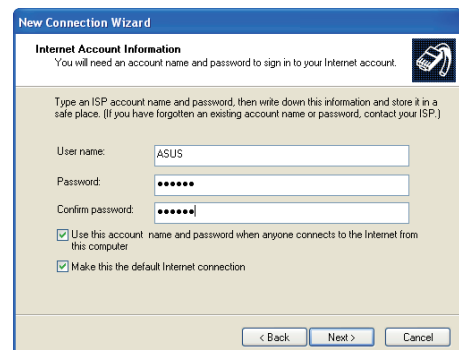 New Connection Wizard
Internet Account Information
You will need an account name and password to sign in to your Internet account.
Type an ISP account name and password, then write down this information and store it in a
safe place. (If you have forgotten an existing account name or password, contact your ISP.)
User name:
ASUS
Password:
●●●●●●
Confirm password:
●●●●●●
Use this account name and password when anyone connects to the Internet from
this computer
Make this the default Internet connection
< Back
Next >
Cancel